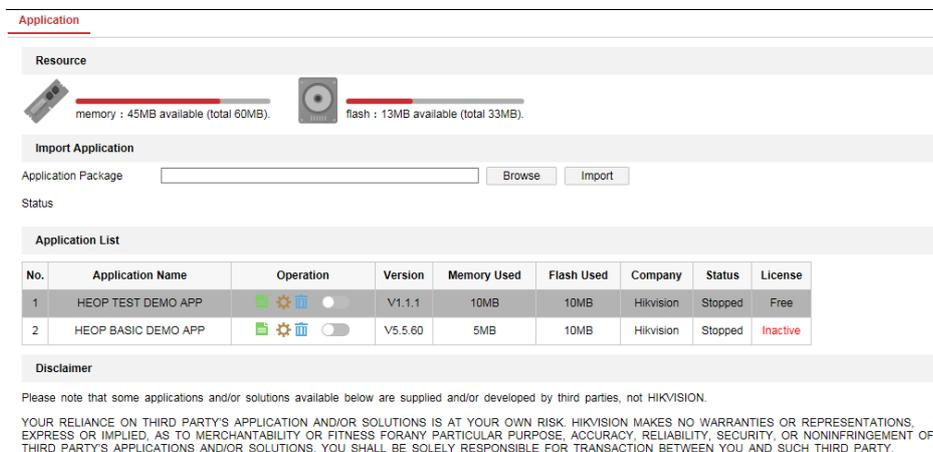 Application
Resource
memory : 45MB available (total 60MB).
flash : 13MB available (total 33MB).
Import Application
Application Package
Browse
Import
Status
Application List
No. Application Name Operation Version Memory Used Flash Used Company Status License
1 HEOP TEST DEMO APP V1.1.1 10MB 10MB Hikvision Stopped Free
2 HEOP BASIC DEMO APP V5.5.60 5MB 10MB Hikvision Stopped Inactive
Disclaimer
Please note that some applications and/or solutions available below are supplied and/or developed by third parties, not HIKVISION.
YOUR RELIANCE ON THIRD PARTY'S APPLICATION AND/OR SOLUTIONS IS AT YOUR OWN RISK. HIKVISION MAKES NO WARRANTIES OR REPRESENTATIONS,
EXPRESS OR IMPLIED, AS TO MERCHANTABILITY OR FITNESS FORANY PARTICULAR PURPOSE, ACCURACY, RELIABILITY, SECURITY, OR NONINFRINGEMENT OF
THIRD PARTY'S APPLICATIONS AND/OR SOLUTIONS. YOU SHALL BE SOLELY RESPONSIBLE FOR TRANSACTION BETWEEN YOU AND SUCH THIRD PARTY.